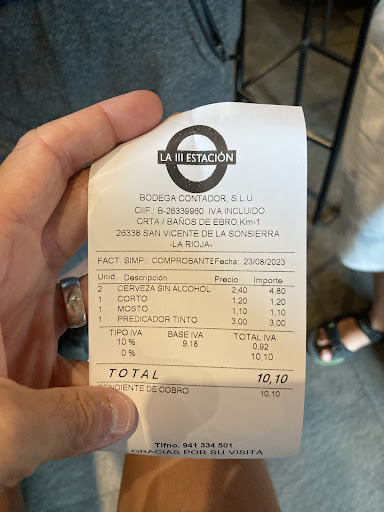 LA III ESTACIÓN
BODEGA CONTADOR, S.L.U
CIIF.: B-26339960 IVA INCLUIDO
CRTA / BAÑOS DE EBRO,Km-1
26338 SAN VICENTE DE LA SONSIERRA
-LA RIOJA-
FACT. SIMP.: COMPROBANTE Fecha: 23/08/2023
Unid. Descripción Precio Importe
2 CERVEZA SIN ALCOHOL 2,40 4,80
1 CORTO 1,20 1,20
1 MOSTO 1,10 1,10
1 PREDICADOR TINTO 3,00 3,00
TIPO IVA BASE IVA TOTAL IVA
10 % 9,18 0,92
0 % 10,10
TOTAL 10,10
PENDIENTE DE COBRO 10,10
Tlfno. 941 334 501
GRACIAS POR SU VISITA